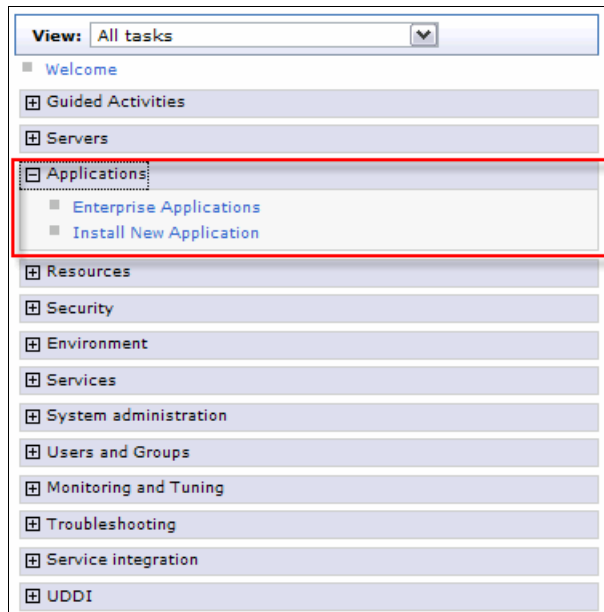 View: All tasks
Welcome
Guided Activities
Servers
Applications
Enterprise Applications
Install New Application
Resources
Security
Environment
Services
System administration
Users and Groups
Monitoring and Tuning
Troubleshooting
Service integration
UDDI